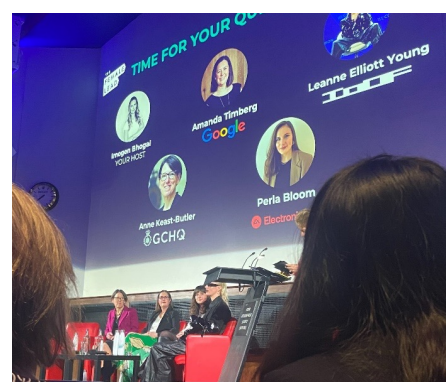 TIME FOR YOUR QU
Imogen Bhogal
YOUR HOST
Amanda Timberg
Google
Leanne Elliott Young
Anne Keast-Butler
GCHQ
Perla Bloom
Electroni